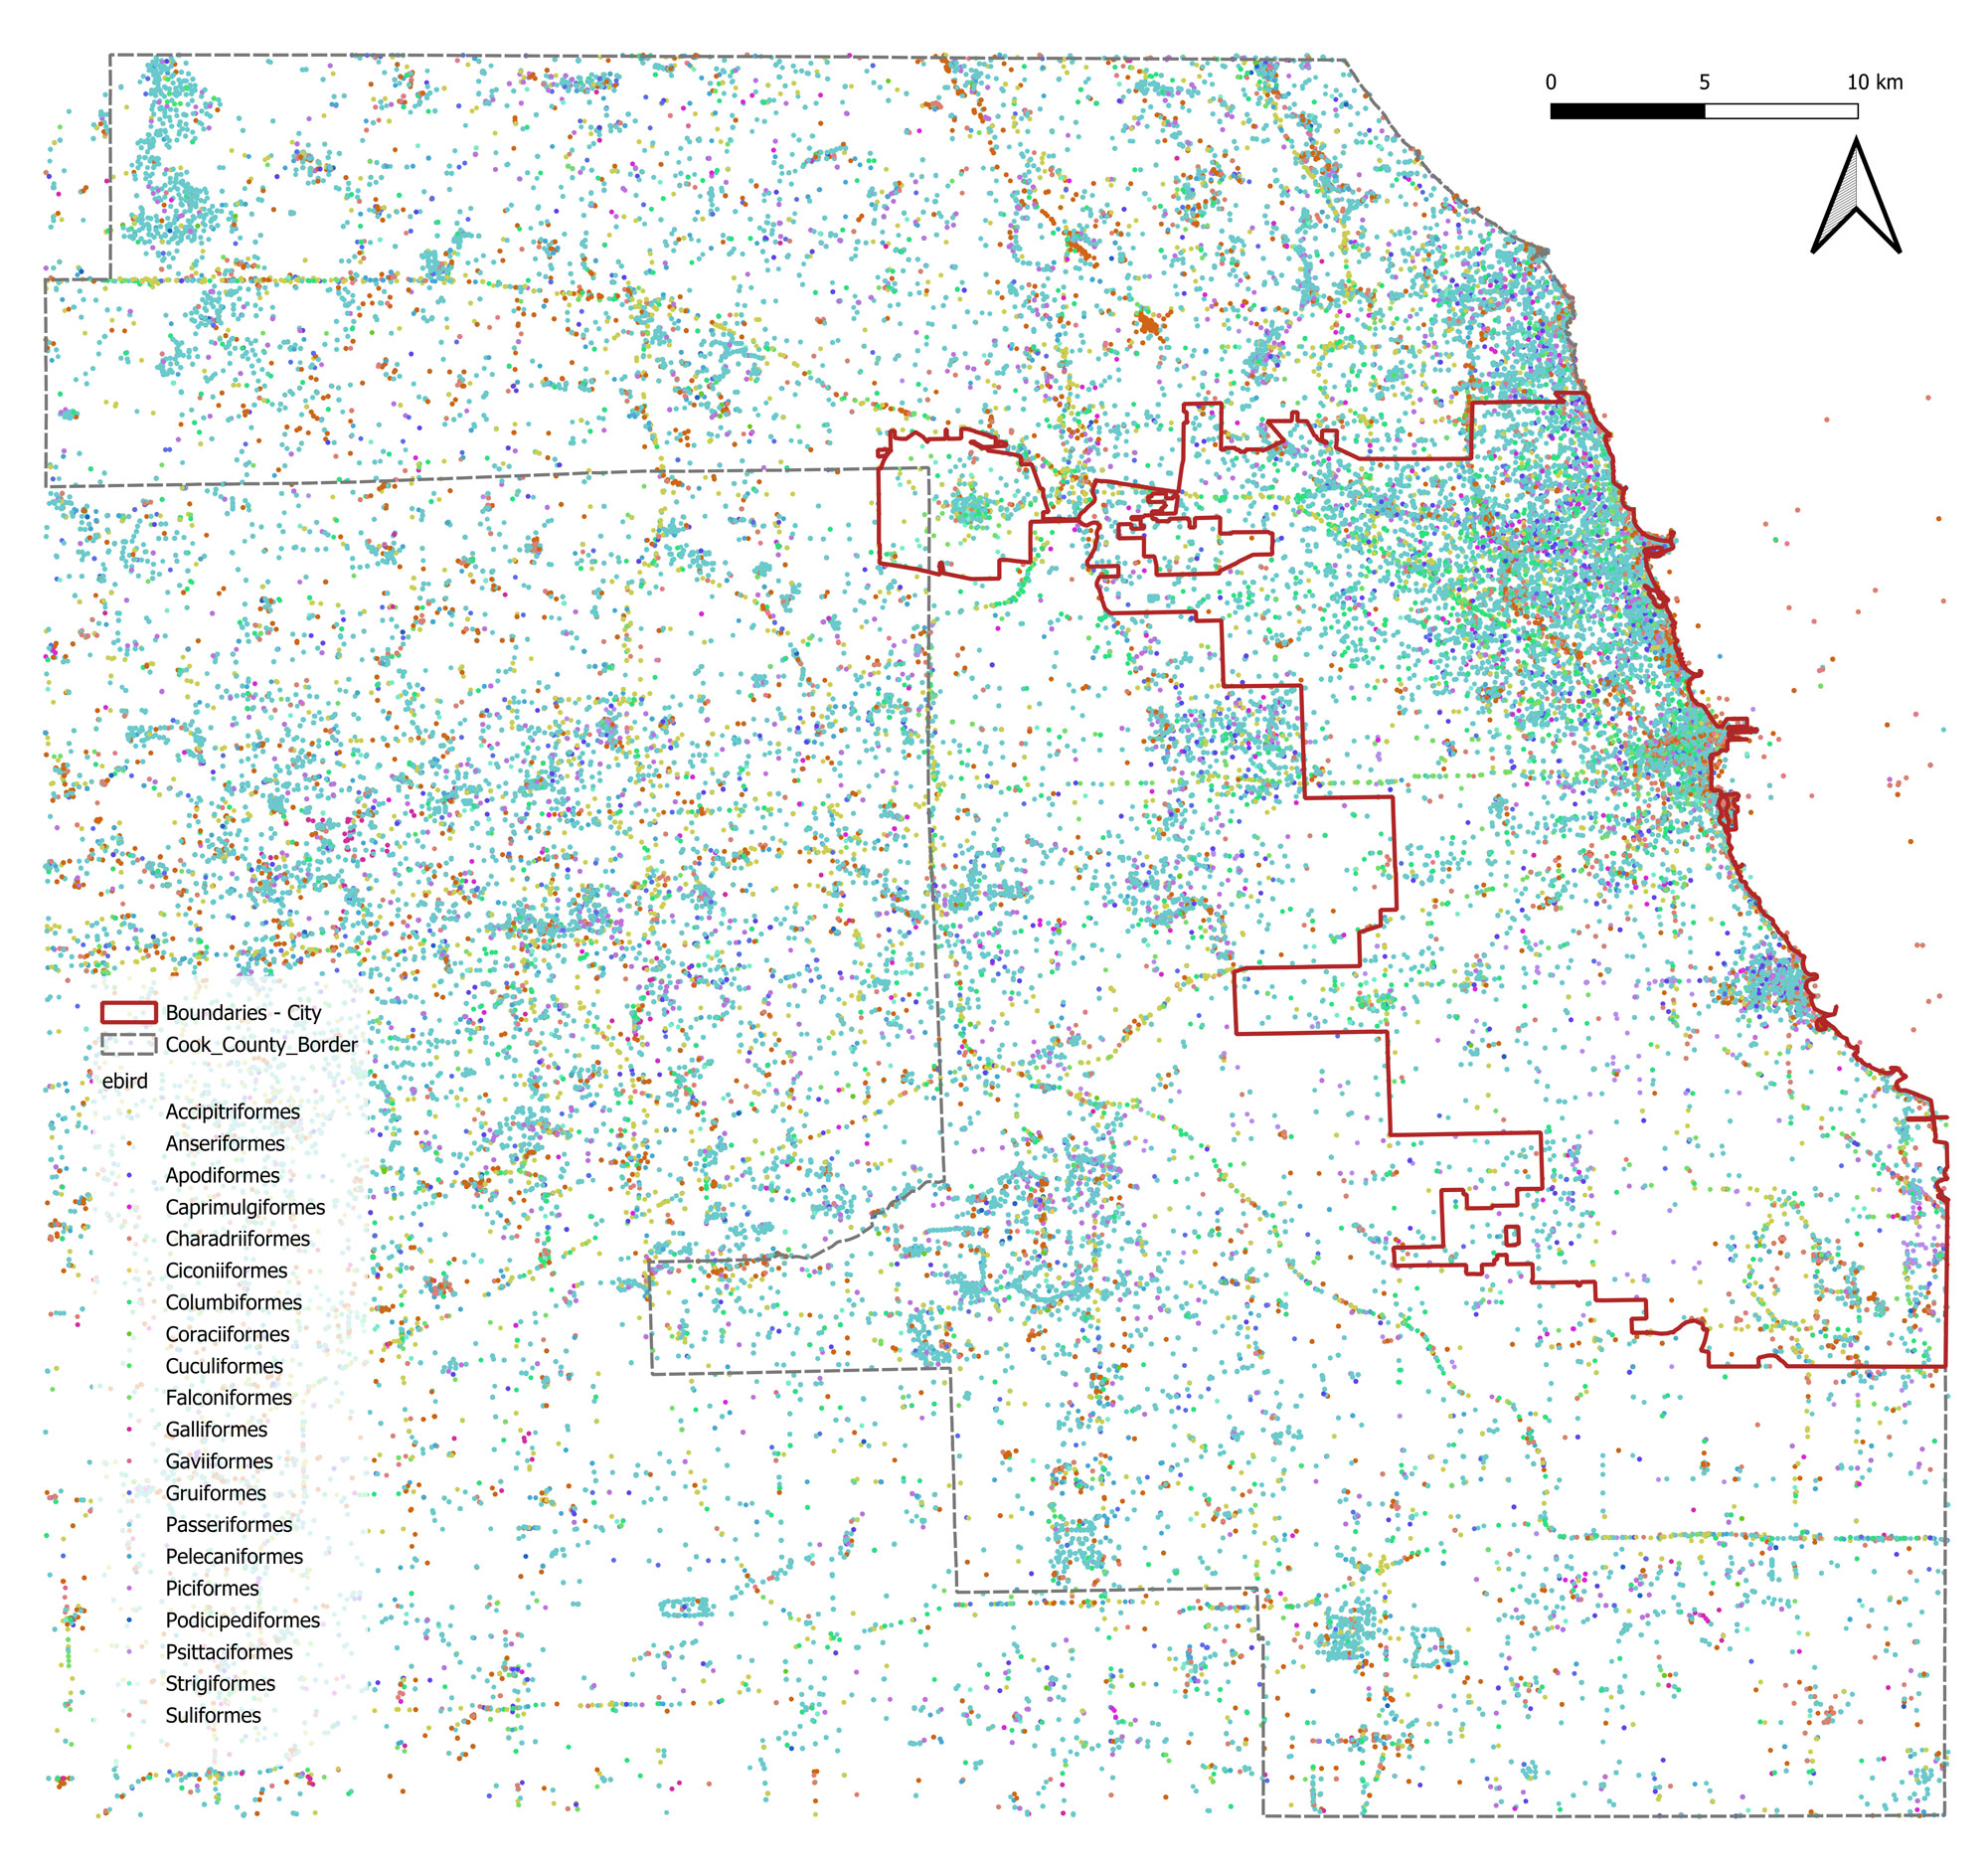 0 5 10 km
Boundaries - City
Cook_County_Border
ebird
Accipitriformes
Anseriformes
Apodiformes
Caprimulgiformes
Charadriiformes
Ciconiiformes
Columbiformes
Coraciiformes
Cuculiformes
Falconiformes
Galliformes
Gaviiformes
Gruiformes
Passeriformes
Pelecaniformes
Piciformes
Podicipediformes
Psittaciformes
Strigiformes
Suliformes